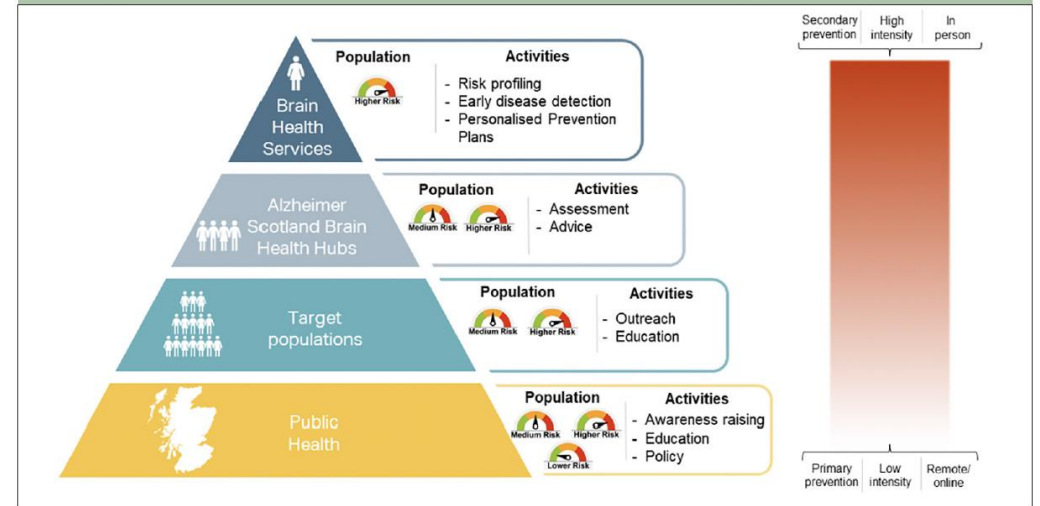 Secondary prevention
High intensity
In person
Population
Higher Risk
Activities
- Risk profiling
- Early disease detection
- Personalised Prevention
Plans
Brain
Health
Services
Population
Medium Risk
Higher Risk
Activities
- Assessment
- Advice
Alzheimer
Scotland Brain
Health Hubs
Population
Medium Risk
Higher Risk
Activities
- Outreach
- Education
Target
populations
Population
Medium Risk
Higher Risk
Lower Risk
Activities
- Awareness raising
- Education
- Policy
Public
Health
Primary prevention
Low intensity
Remote/ online